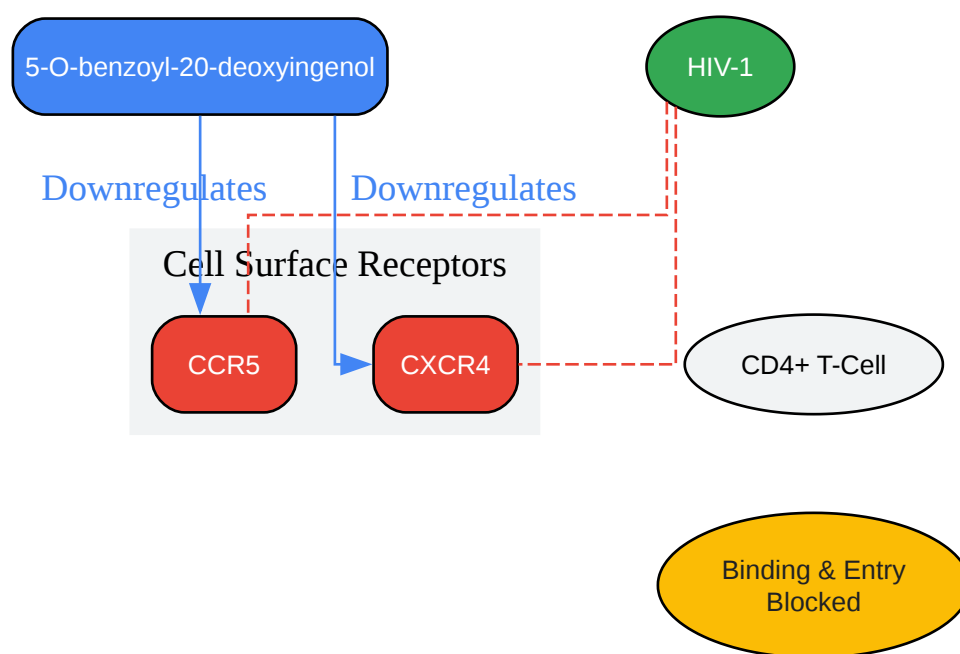 5-O-benzoyl-20-deoxyingenol
HIV-1
Downregulates
Downregulates
Cell Surface Receptors
CCR5
CXCR4
CD4+ T-Cell
Binding & Entry
Blocked